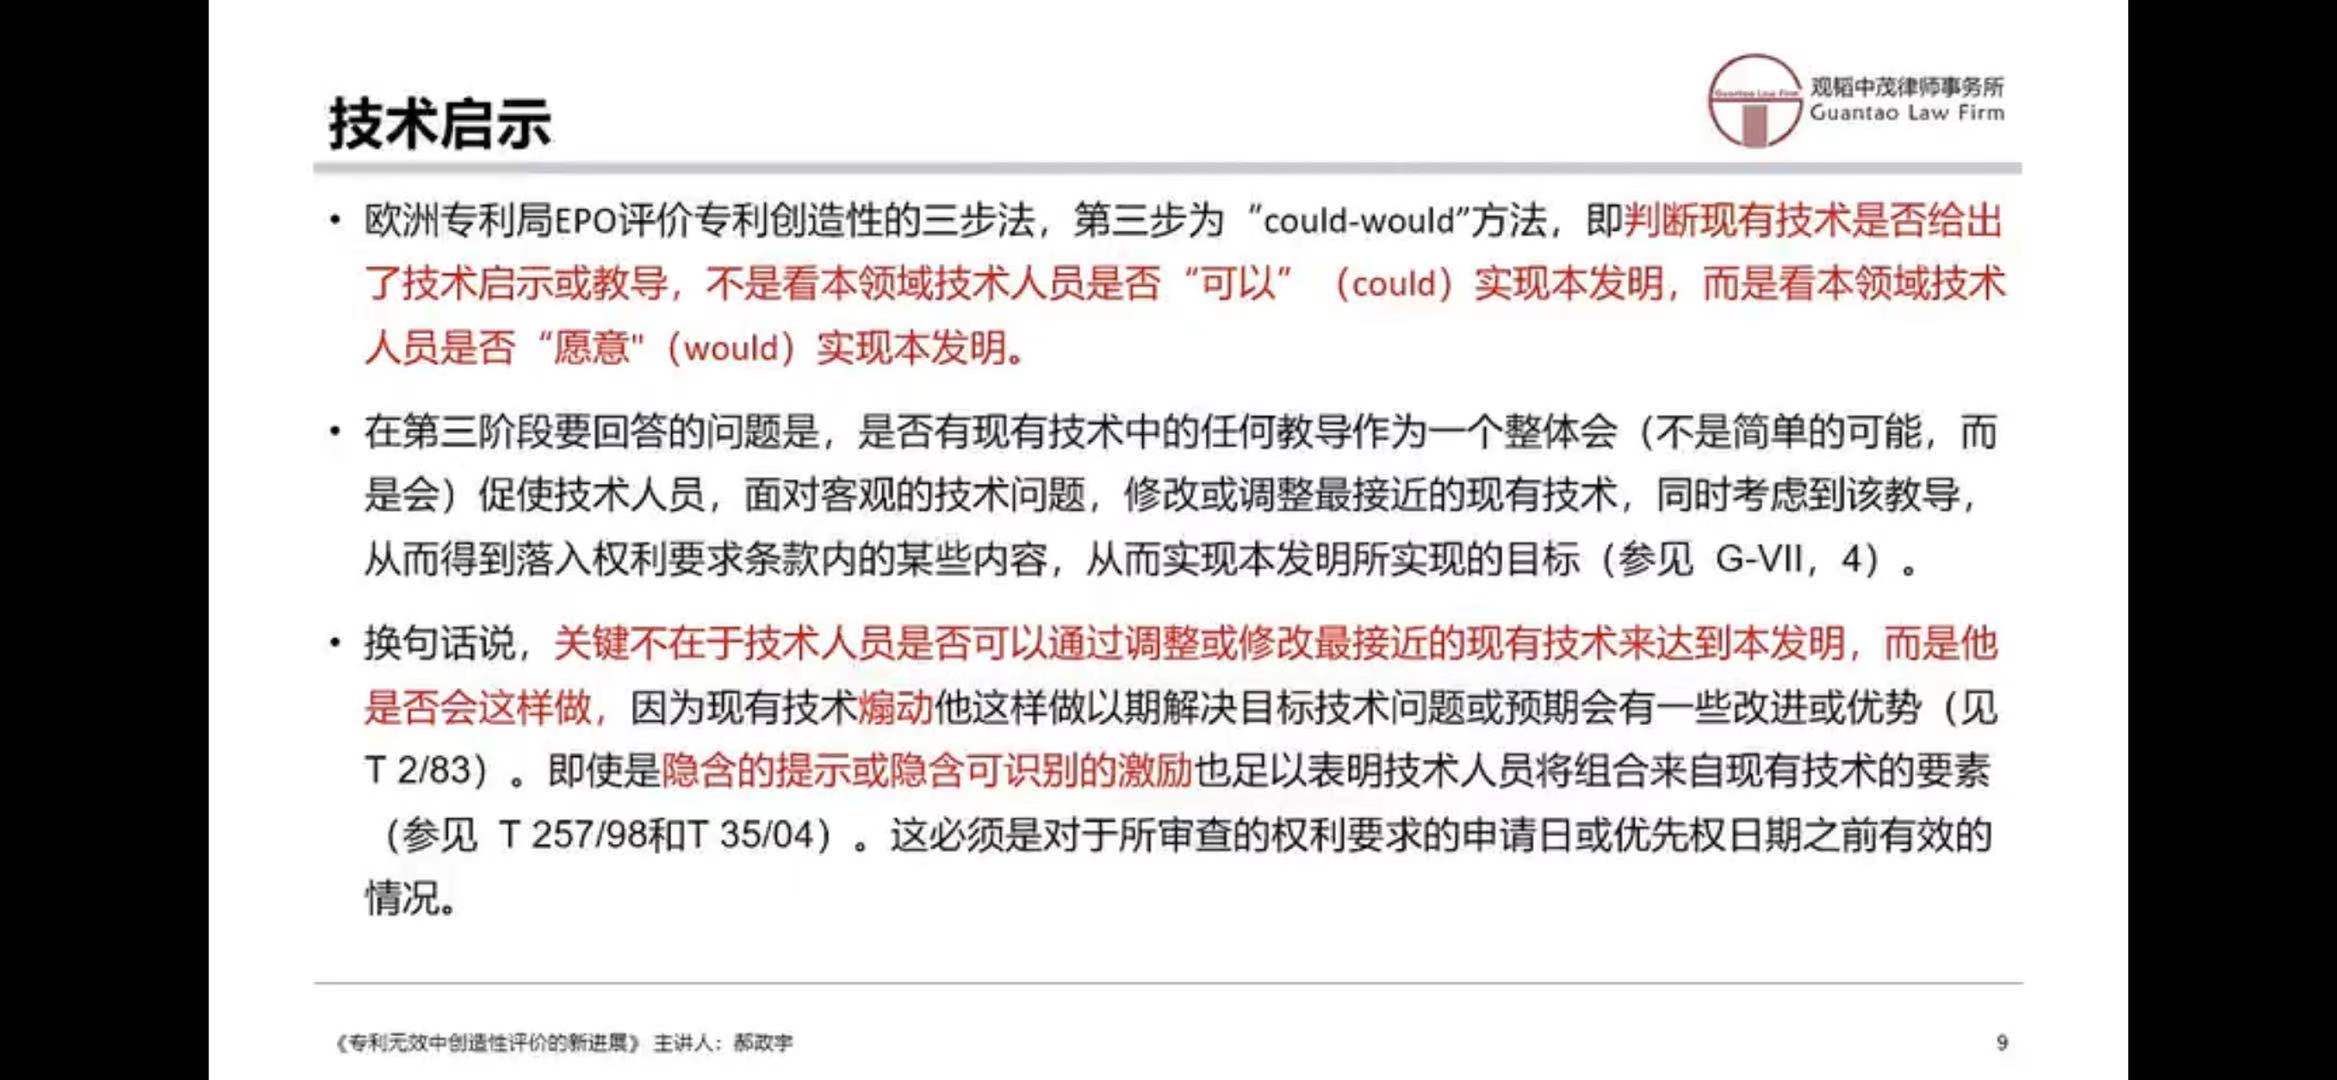 技术启示
观韬中茂律师事务所
Guantao Law Firm
Guantao Law Firm
• 欧洲专利局EPO评价专利创造性的三步法，第三步为“could-would”方法，即判断现有技术是否给出
了技术启示或教导，不是看本领域技术人员是否“可以”（could）实现本发明，而是看本领域技术
人员是否“愿意"（would）实现本发明。
• 在第三阶段要回答的问题是，是否有现有技术中的任何教导作为一个整体会（不是简单的可能，而
是会）促使技术人员，面对客观的技术问题，修改或调整最接近的现有技术，同时考虑到该教导，
从而得到落入权利要求条款内的某些内容，从而实现本发明所实现的目标（参见 G-VII，4）。
• 换句话说，关键不在于技术人员是否可以通过调整或修改最接近的现有技术来达到本发明，而是他
是否会这样做，因为现有技术煽动他这样做以期解决目标技术问题或预期会有一些改进或优势（见
T 2/83）。即使是隐含的提示或隐含可识别的激励也足以表明技术人员将组合来自现有技术的要素
（参见 T 257/98和T 35/04）。这必须是对于所审查的权利要求的申请日或优先权日期之前有效的
情况。
《专利无效中创造性评价的新进展》 主讲人：郝政宇
9